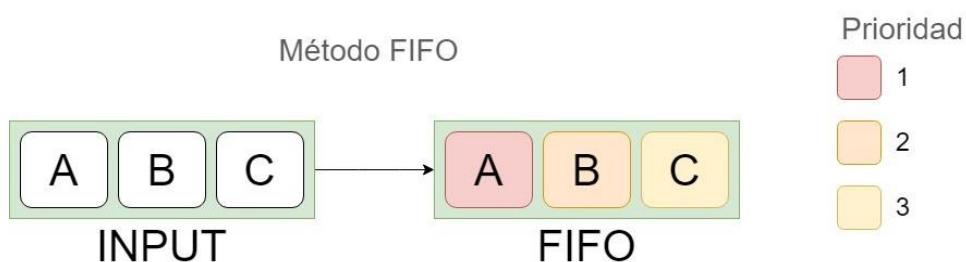 Método FIFO
Prioridad
1
2
3
A B C
A B C
INPUT
FIFO